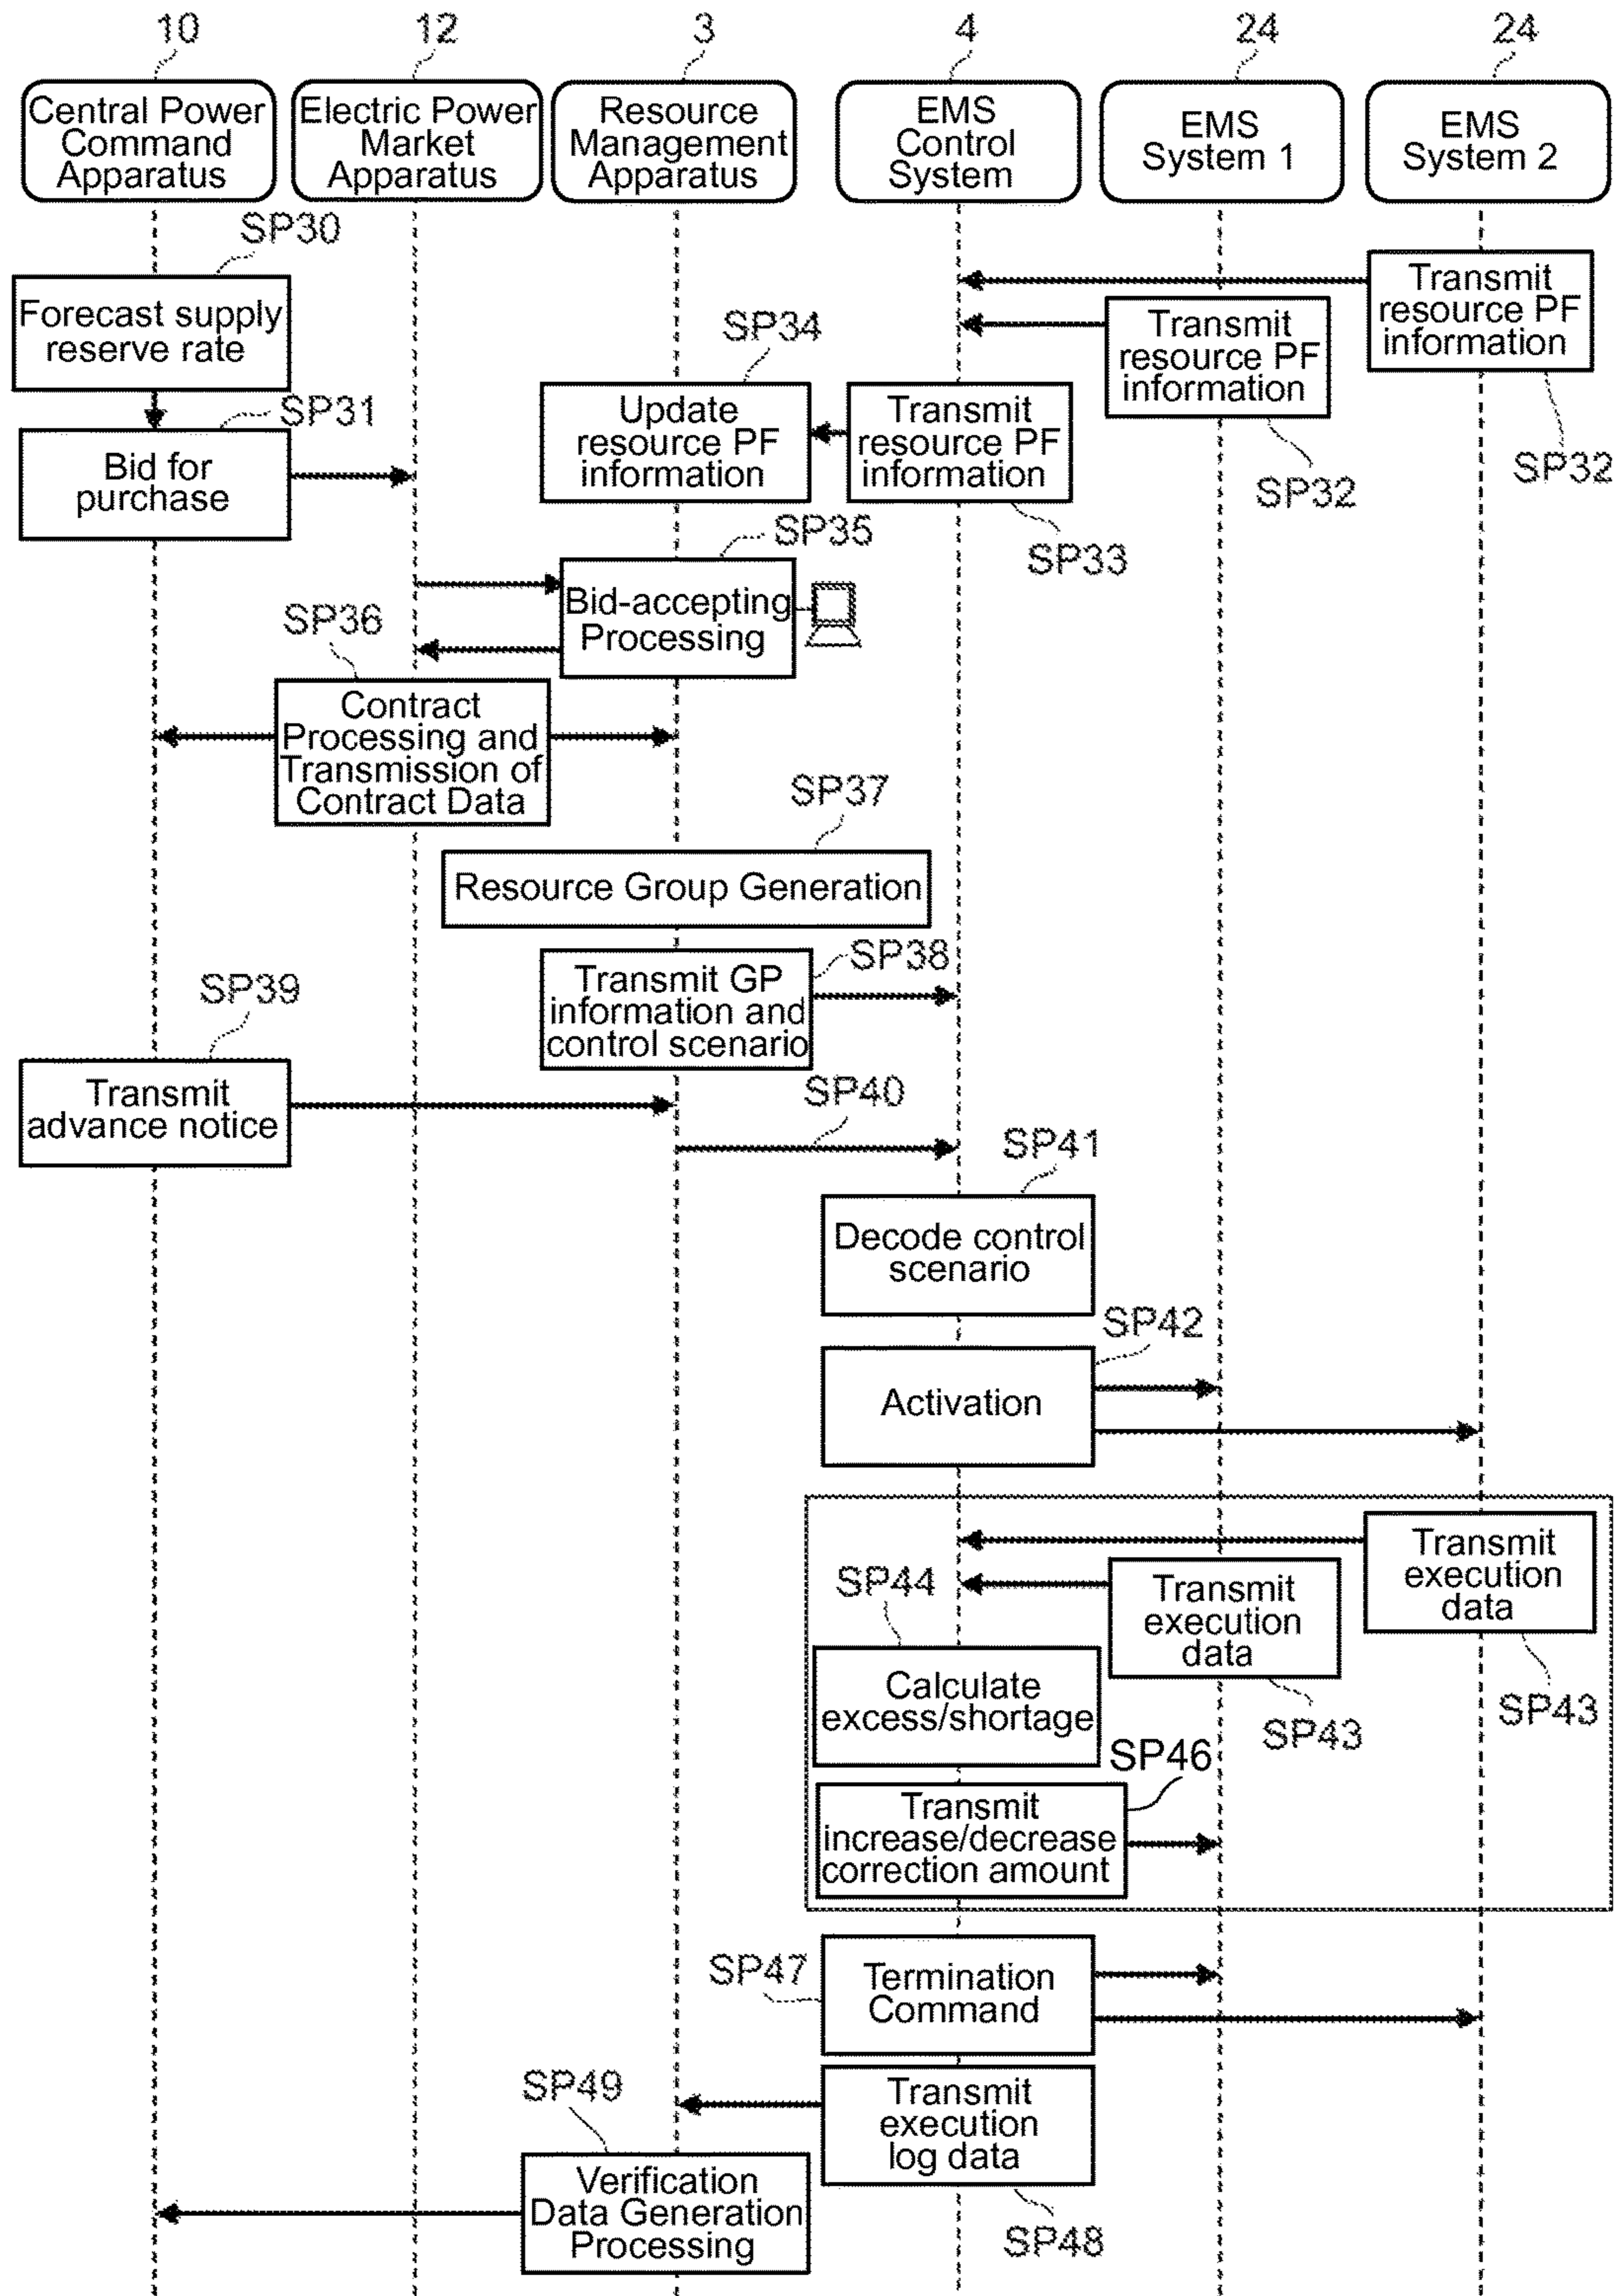 10
12
3
4
24
24
Central Power
Command
Apparatus
Electric Power
Market
Apparatus
Resource
Management
Apparatus
EMS
Control
System
EMS
System 1
EMS
System 2
SP30
Forecast supply
reserve rate
Transmit
resource PF
information
SP32
Transmit
resource PF
information
SP32
SP34
Update
resource PF
information
Transmit
resource PF
information
SP33
SP31
Bid for
purchase
SP35
Bid-accepting
Processing
SP36
Contract
Processing and
Transmission of
Contract Data
SP37
Resource Group Generation
SP38
Transmit GP
information and
control scenario
SP39
Transmit
advance notice
SP40
SP41
Decode control
scenario
SP42
Activation
Transmit
execution
data
SP43
Transmit
execution
data
SP43
SP44
Calculate
excess/shortage
SP46
Transmit
increase/decrease
correction amount
SP47
Termination
Command
Transmit
execution
log data
SP48
SP49
Verification
Data Generation
Processing